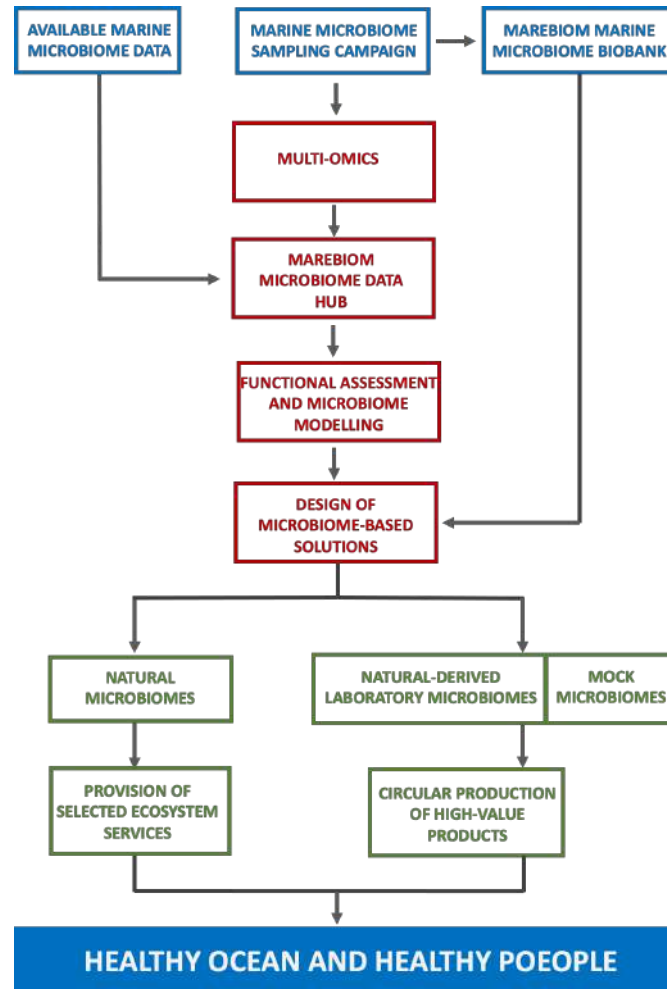 AVAILABLE MARINE
MICROBIOME DATA
MARINE MICROBIOME
SAMPLING CAMPAIGN
MAREBIOM MARINE
MICROBIOME BIOBANK
MULTI-OMICS
MAREBIOM
MICROBIOME DATA
HUB
FUNCTIONAL ASSESSMENT
AND MICROBIOME
MODELLING
DESIGN OF
MICROBIOME-BASED
SOLUTIONS
NATURAL
MICROBIOMES
NATURAL-DERIVED
LABORATORY MICROBIOMES
MOCK
MICROBIOMES
PROVISION OF
SELECTED ECOSYSTEM
SERVICES
CIRCULAR PRODUCTION
OF HIGH-VALUE
PRODUCTS
HEALTHY OCEAN AND HEALTHY POEOPLE